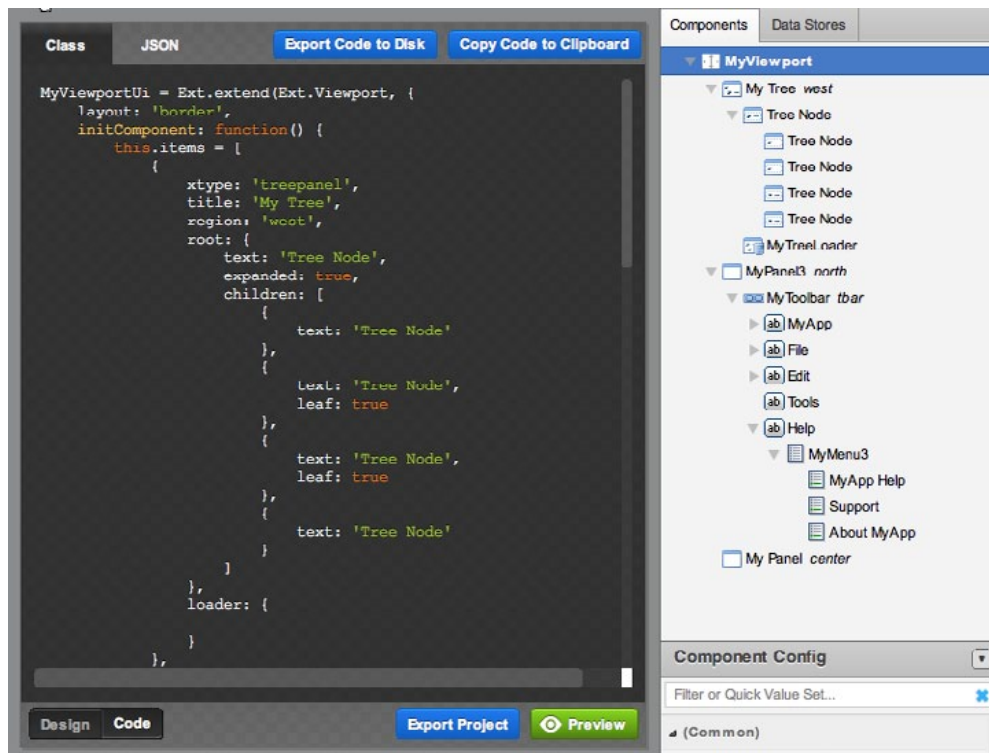 Class
JSON
Export Code to Disk
Copy Code to Clipboard
MyViewportUi = Ext.extend(Ext.Viewport, {
layout: 'border',
initComponent: function() {
this.items = [
{
xtype: 'treepanel',
title: 'My Tree',
region: 'west',
root: {
text: 'Tree Node',
expanded: true,
children: [
{
text: 'Tree Node'
},
{
text: 'Tree Node',
leaf: true
},
{
text: 'Tree Node',
leaf: true
},
{
text: 'Tree Node'
}
]
},
loader: {
}
},
Design
Code
Export Project
Preview
Components
Data Stores
MyViewport
My Tree west
Tree Node
Tree Node
Tree Node
Tree Node
Tree Node
MyTreeLoader
MyPanel3 north
MyToolbar tbar
ab MyApp
ab File
ab Edit
ab Tools
ab Help
MyMenu3
MyApp Help
Support
About MyApp
My Panel center
Component Config
Filter or Quick Value Set...
(Common)